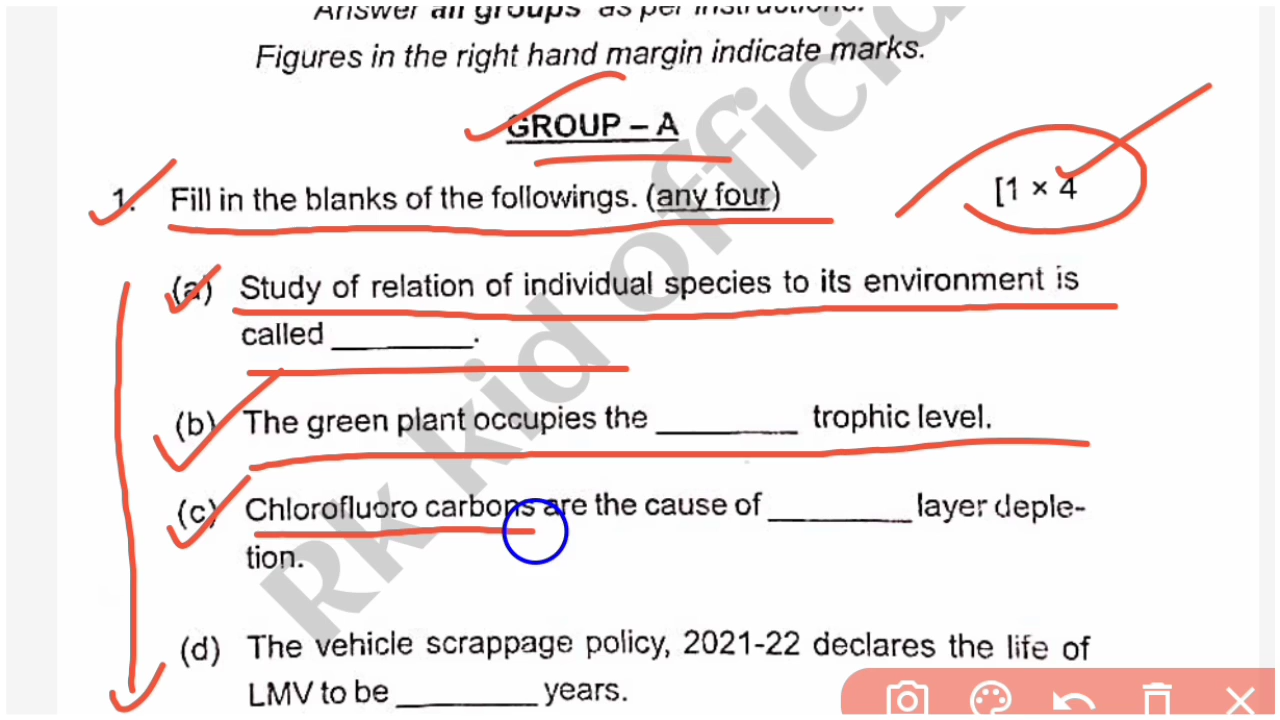 Answer all groups as per instructions.
Figures in the right hand margin indicate marks.
GROUP – A
1. Fill in the blanks of the followings. (any four)
[1 × 4
(a) Study of relation of individual species to its environment is
called ________.
(b) The green plant occupies the ________ trophic level.
(c) Chlorofluoro carbons are the cause of ________ layer deple-
tion.
(d) The vehicle scrappage policy, 2021-22 declares the life of
LMV to be ________ years.
Rk kid official